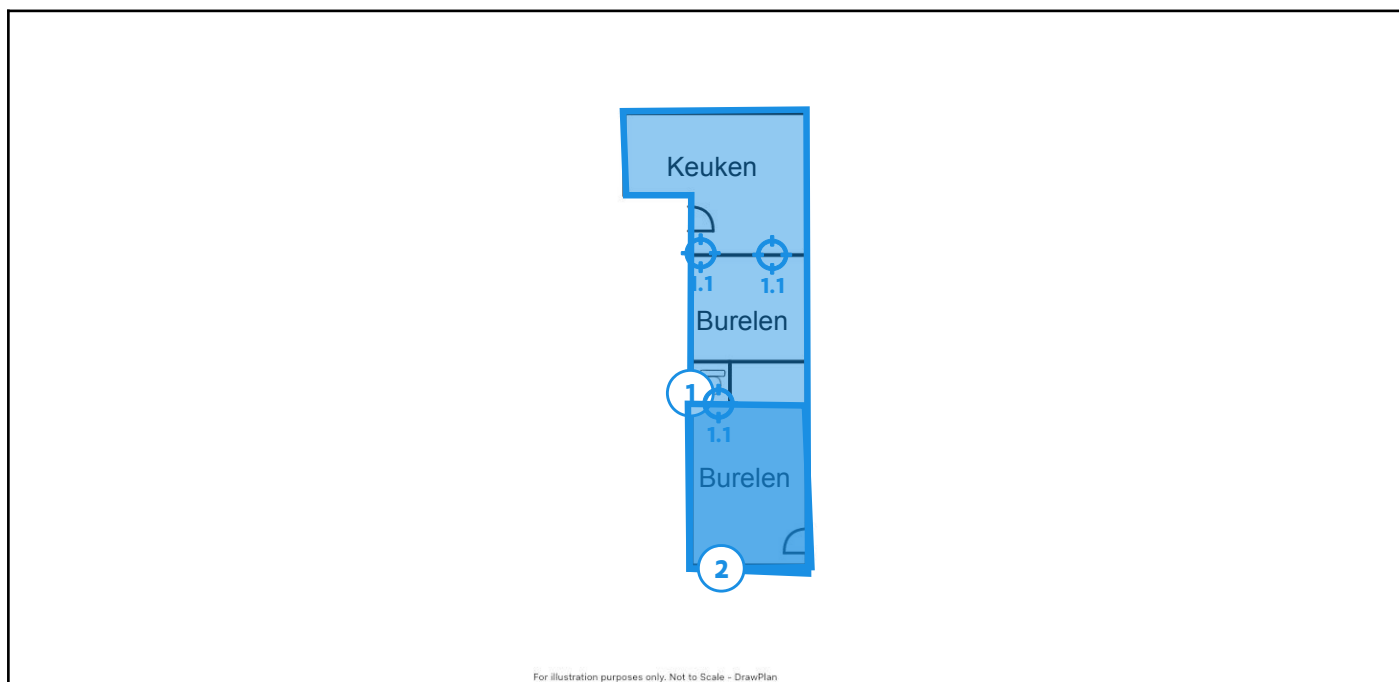 Keuken
1.1 1.1
Burelen
1
1.1
Burelen
2
For illustration purposes only. Not to Scale - DrawPlan